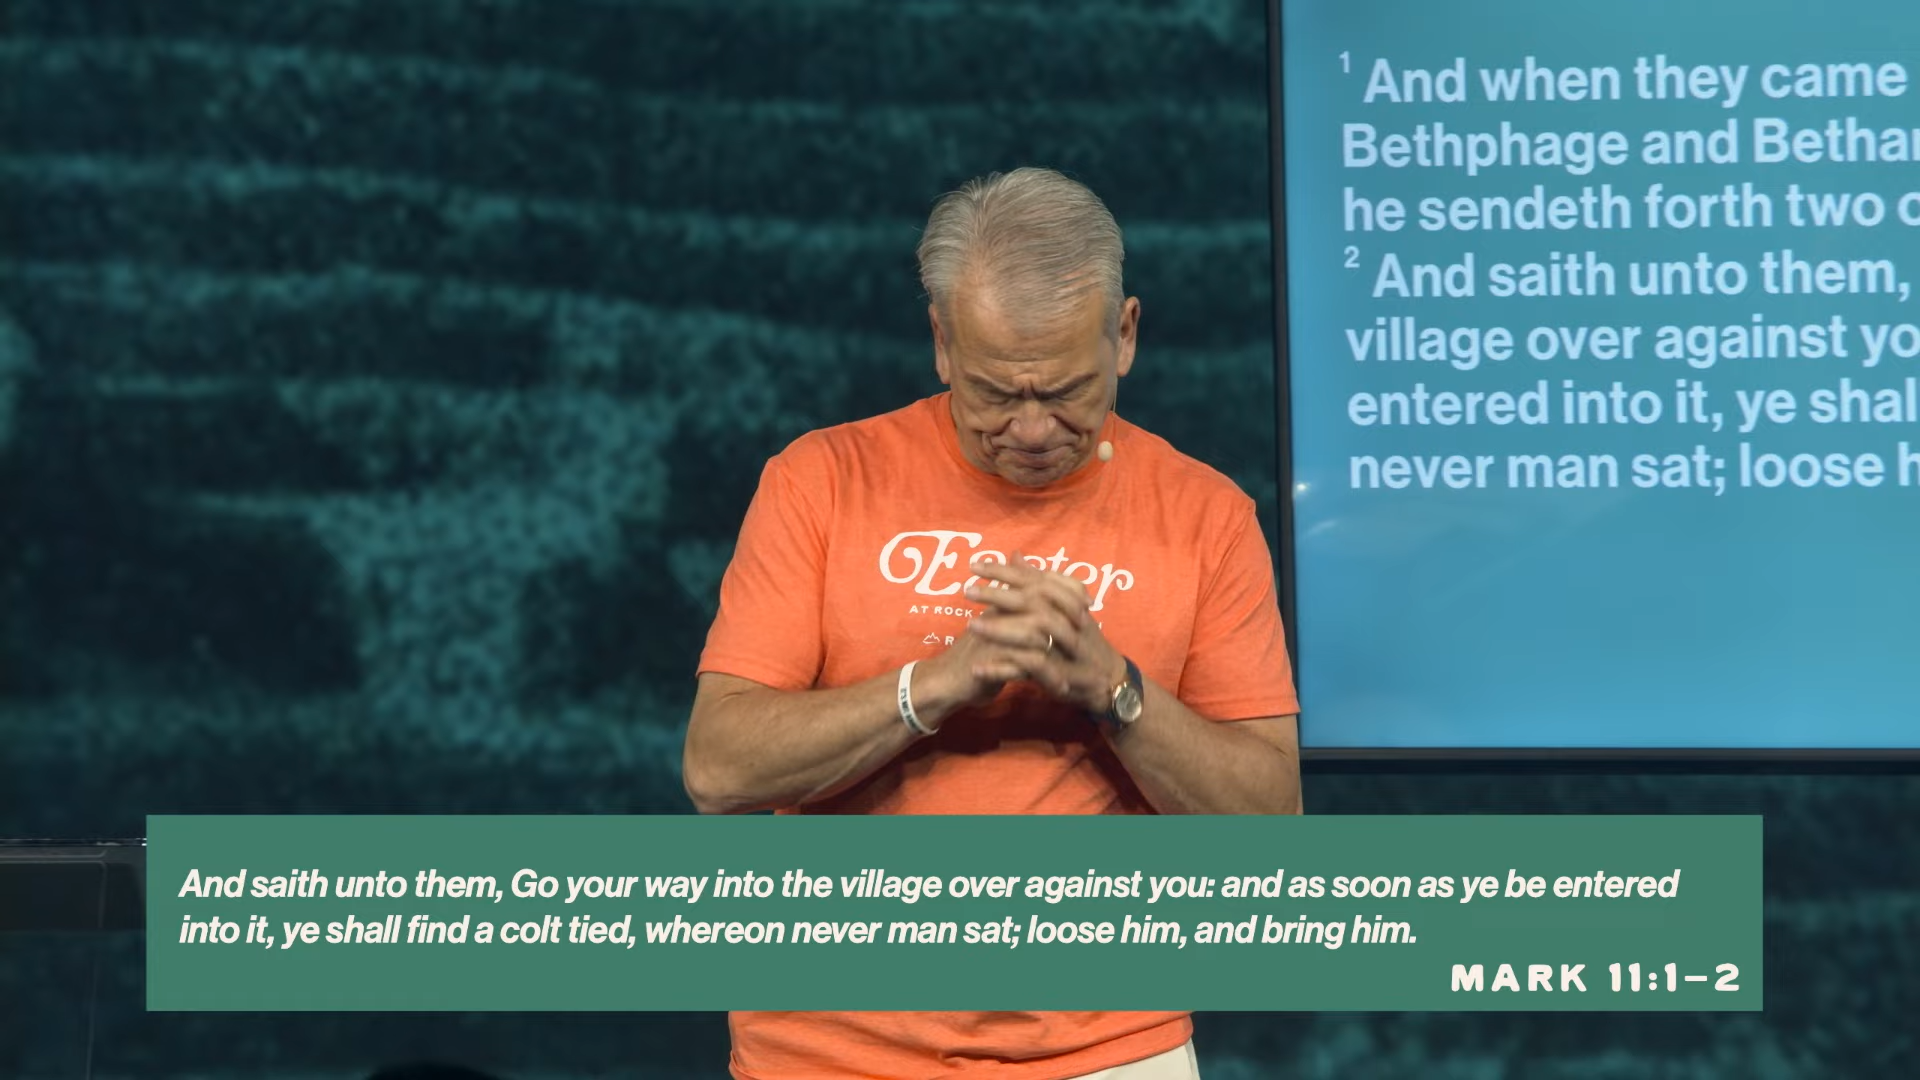 1 And when they came
Bethphage and
he sendeth forth two
2 And saith unto them,
village over against
entered into it, ye
never man sat; loose
Easter
AT ROCK
And saith unto them, Go your way into the village over against you: and as soon as ye be entered
into it, ye shall find a colt tied, whereon never man sat; loose him, and bring him.
MARK 11:1–2